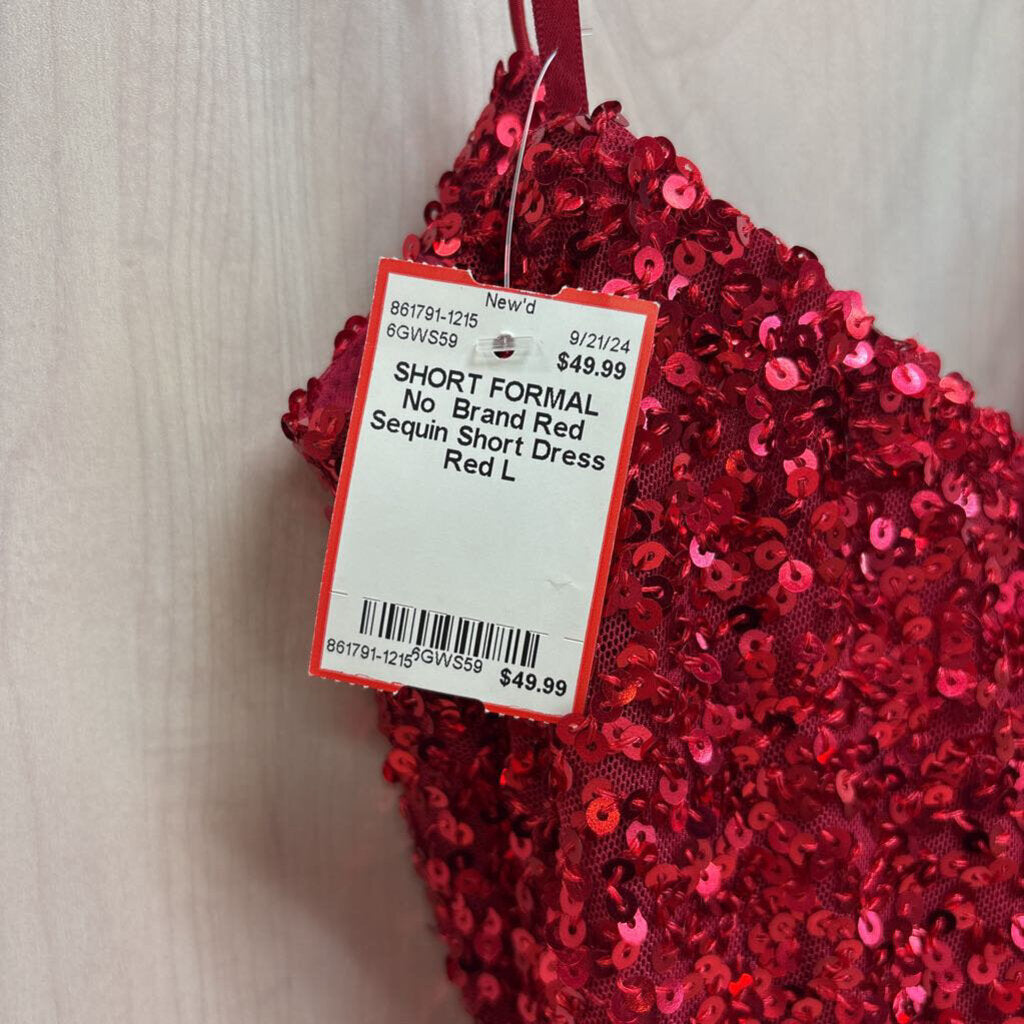 New'd
861791-1215
6GWS59
9/21/24
$49.99
SHORT FORMAL
No Brand Red
Sequin Short Dress
Red L
861791-1215 6GWS59
$49.99